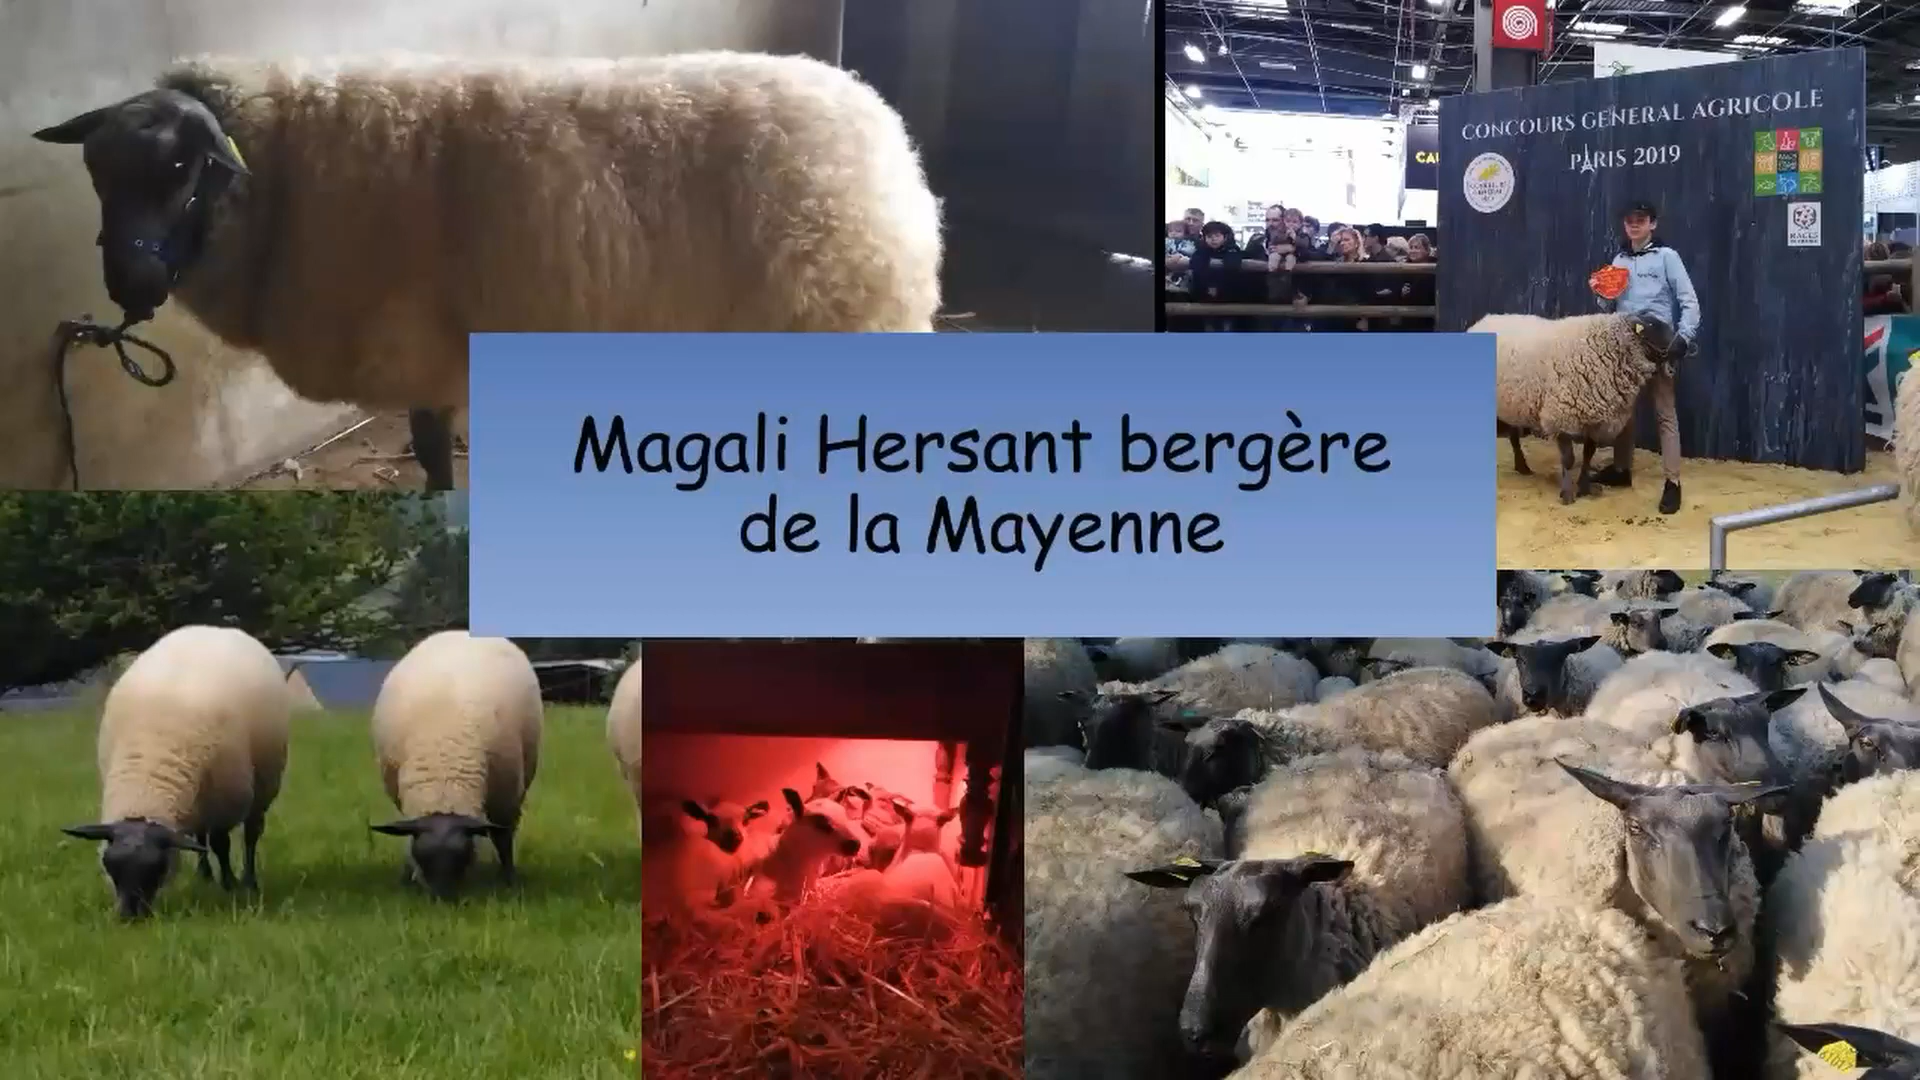 CONCOURS GENERAL AGRICOLE
PARIS 2019
Magali Hersant bergère
de la Mayenne